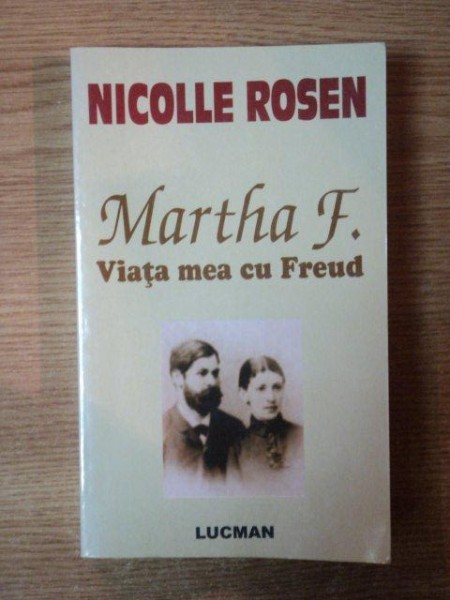 NICOLLE ROSEN
Martha F.
Viaţa mea cu Freud
LUCMAN